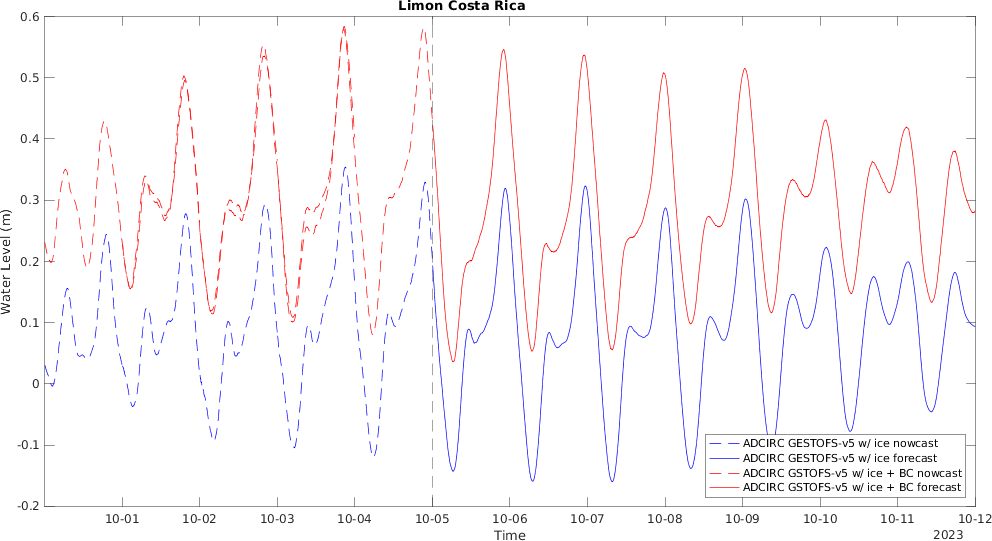 Limon Costa Rica
Water Level (m)
0.6
0.5
0.4
0.3
0.2
0.1
0
-0.1
-0.2
ADCIRC GESTOFS-v5 w/ ice nowcast
ADCIRC GESTOFS-v5 w/ ice forecast
ADCIRC GSTOFS-v5 w/ ice + BC nowcast
ADCIRC GSTOFS-v5 w/ ice + BC forecast
10-01 10-02 10-03 10-04 10-05 10-06 10-07 10-08 10-09 10-10 10-11 10-12
Time
2023